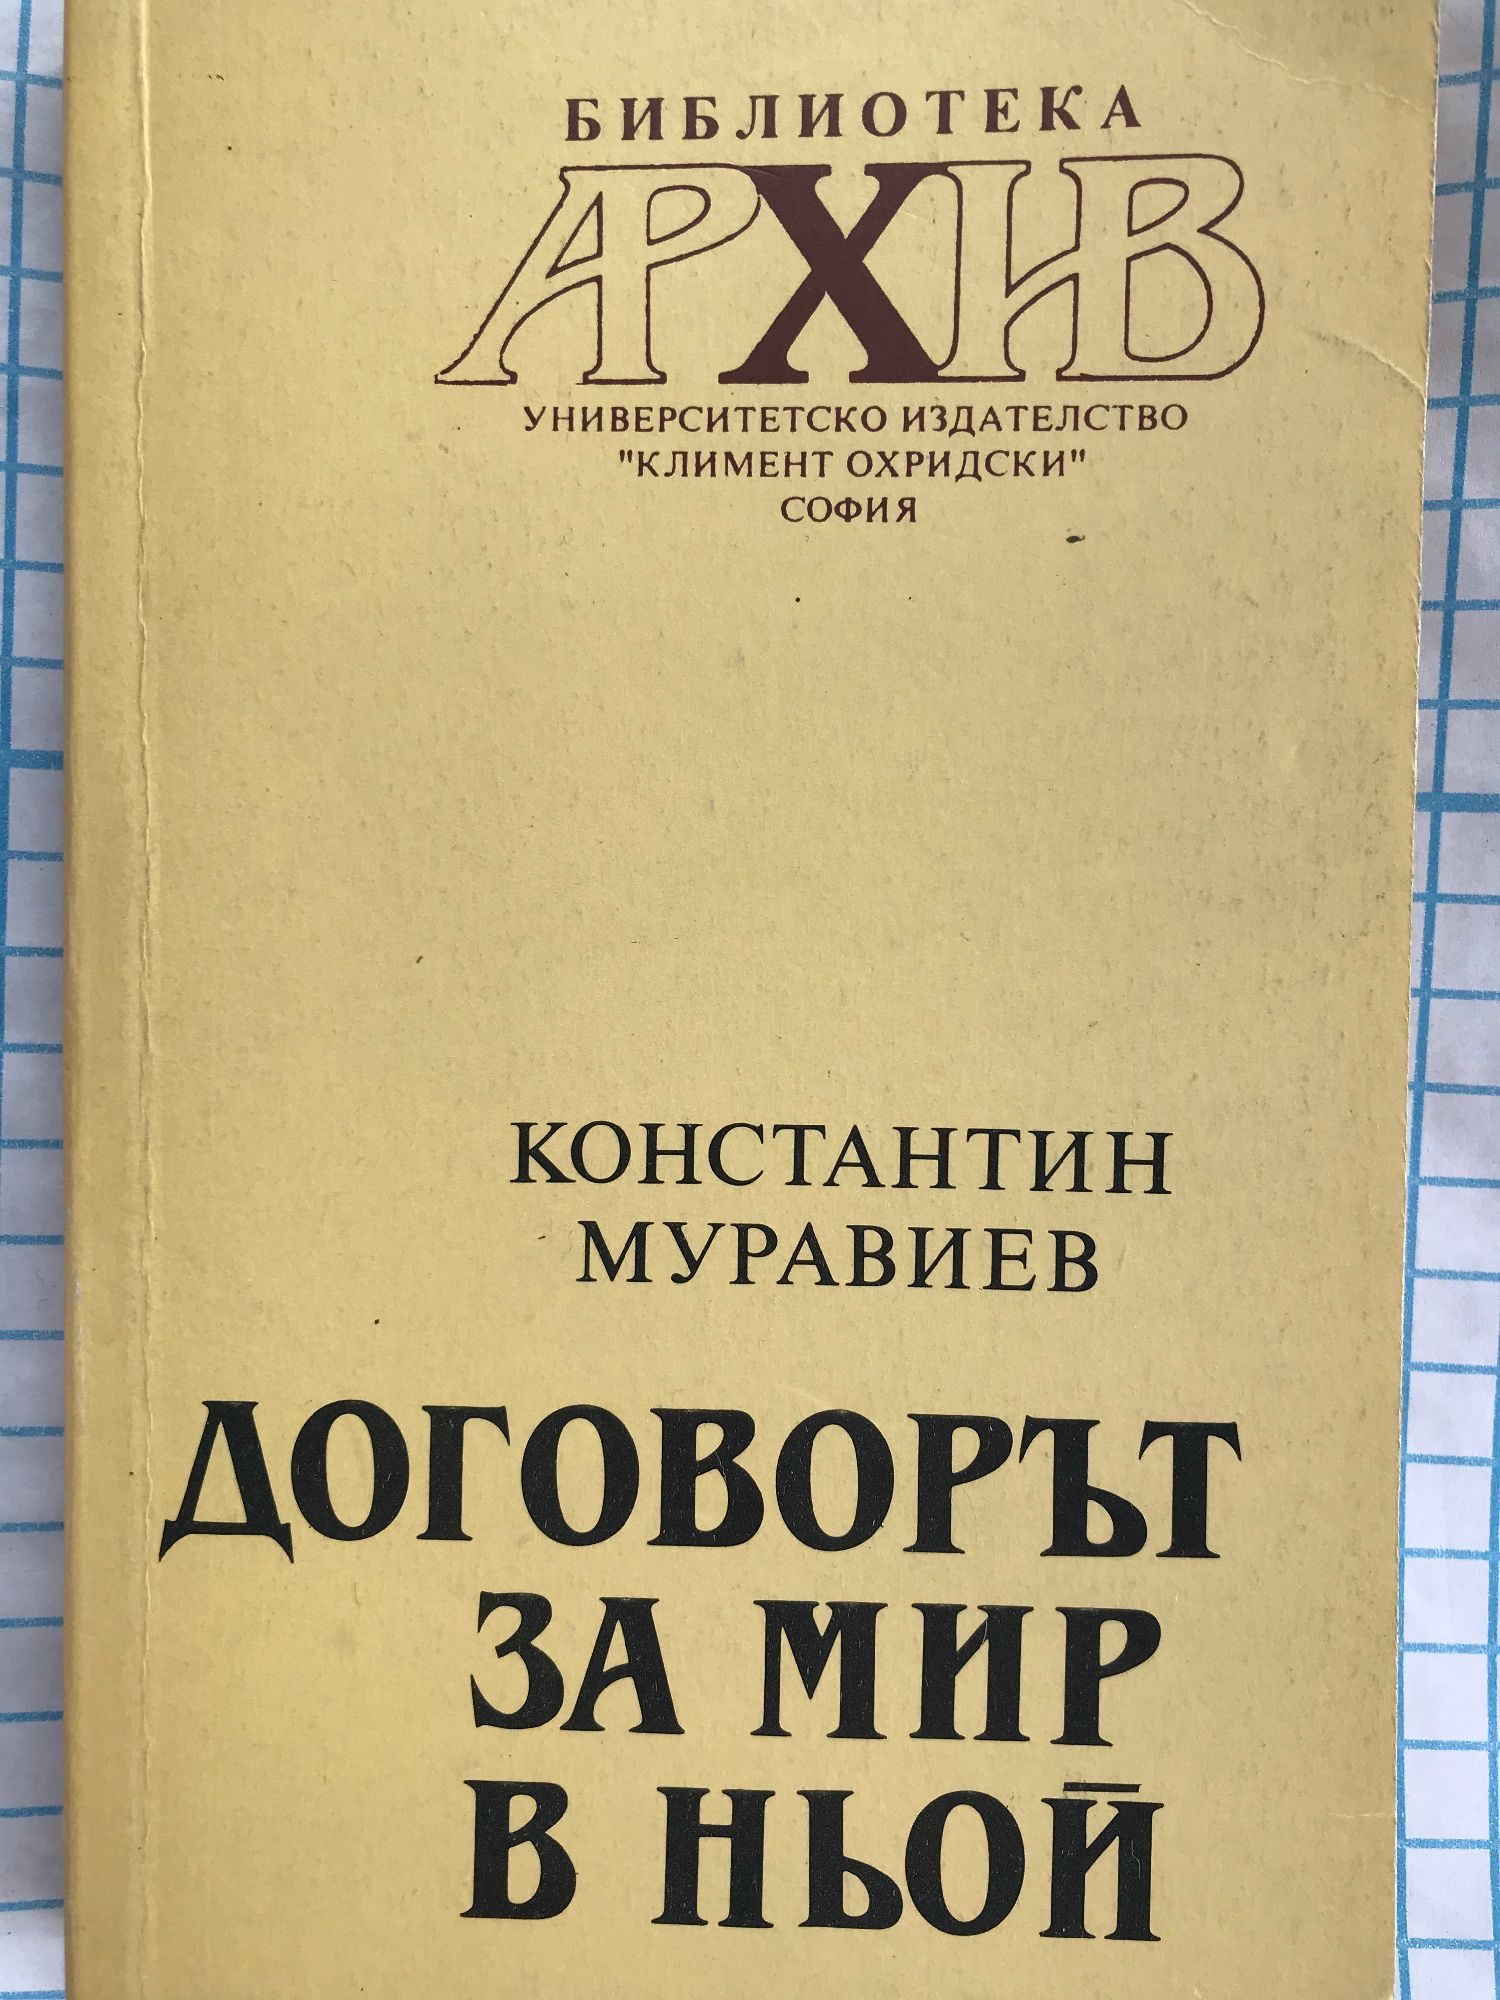 БИБЛИОТЕКА
АРХИВ
УНИВЕРСИТЕТСКО ИЗДАТЕЛСТВО
"КЛИМЕНТ ОХРИДСКИ"
СОФИЯ
КОНСТАНТИН
МУРАВИЕВ
ДОГОВОРЪТ
ЗА МИР
В НЬОЙ